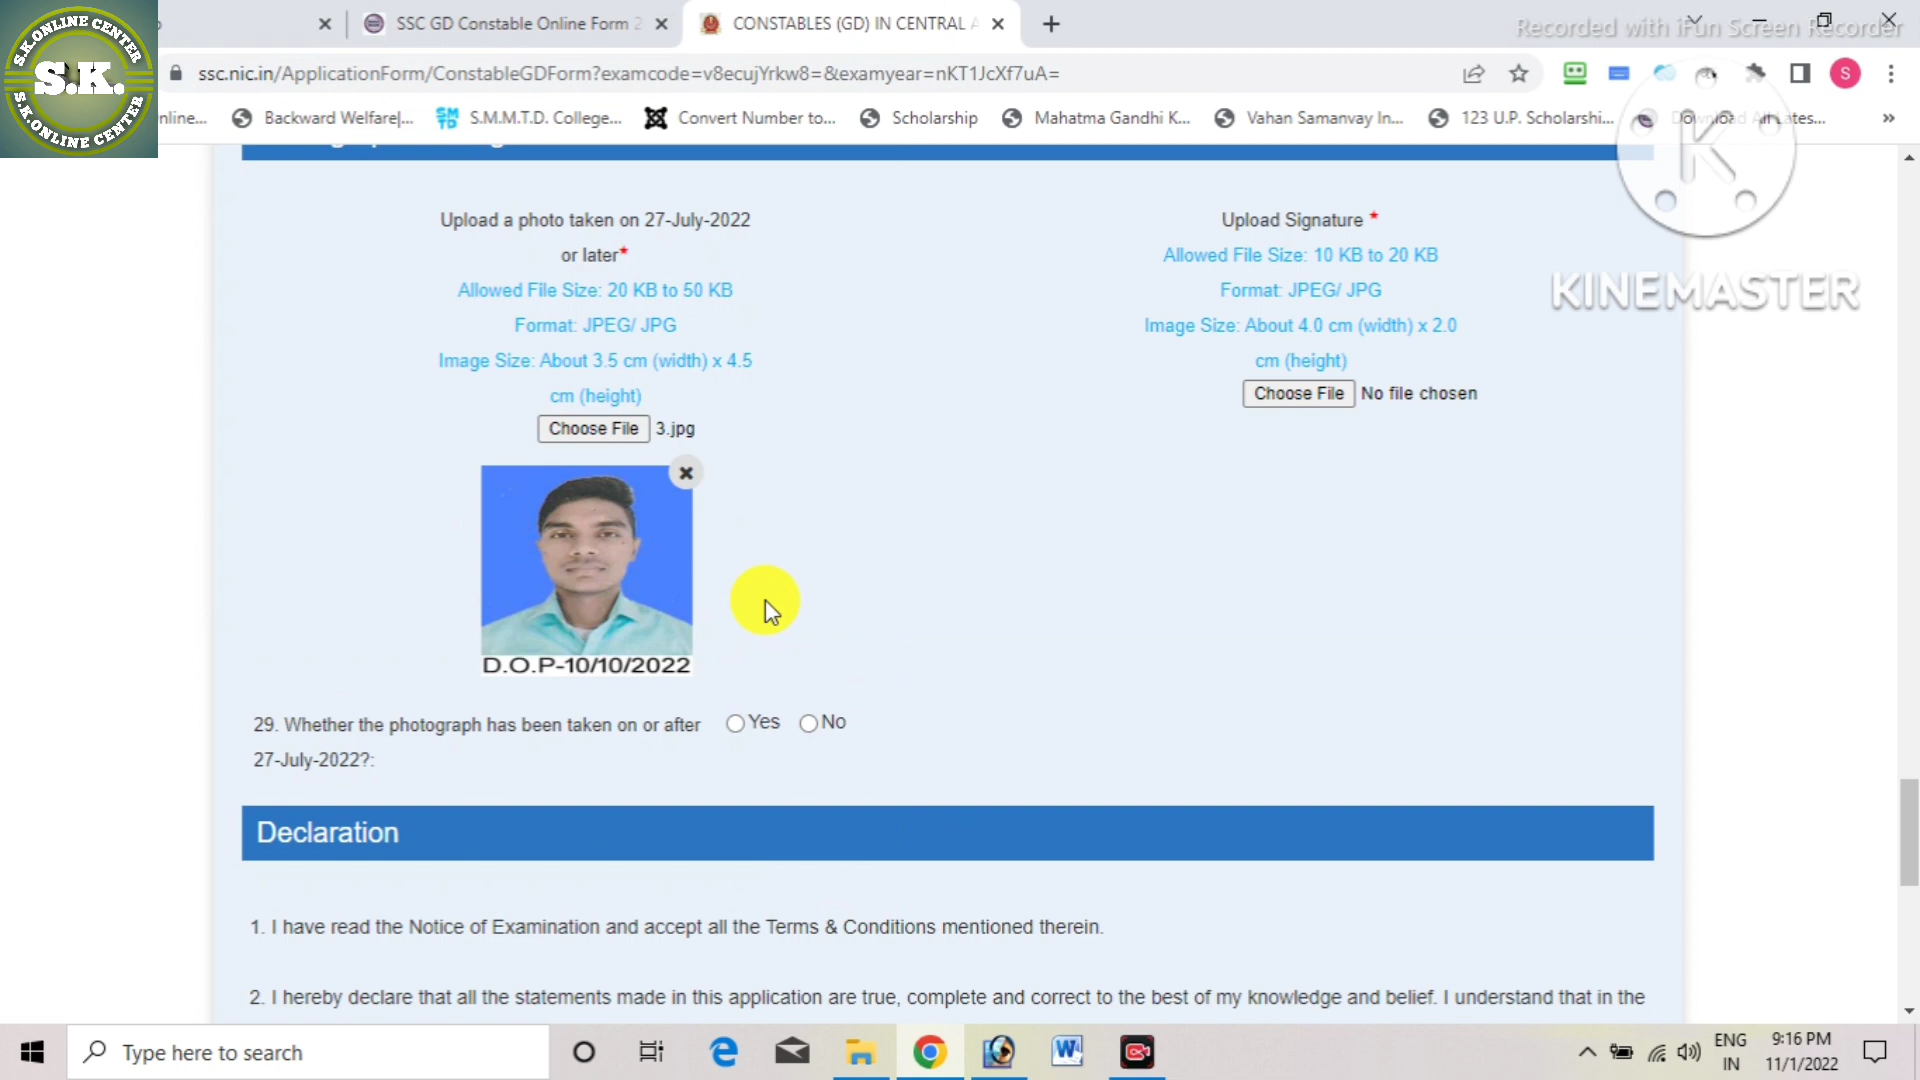 S.K.ONLINE CENTER
S.K.
S.K.ONLINE CENTER
SSC GD Constable Online Form 2
CONSTABLES (GD) IN CENTRAL A
Recorded with iFun Screen Recorder
ssc.nic.in/ApplicationForm/ConstableGDForm?examcode=v8ecujYrkw8=&examyear=nKT1JcXf7uA=
S
nline...
Backward Welfare|...
S.M.M.T.D. College...
Convert Number to...
Scholarship
Mahatma Gandhi K...
Vahan Samanvay In...
123 U.P. Scholarshi...
Download All Lates...
»
K
KINEMASTER
Upload a photo taken on 27-July-2022
or later*
Allowed File Size: 20 KB to 50 KB
Format: JPEG/ JPG
Image Size: About 3.5 cm (width) x 4.5
cm (height)
Choose File 3.jpg
Upload Signature *
Allowed File Size: 10 KB to 20 KB
Format: JPEG/ JPG
Image Size: About 4.0 cm (width) x 2.0
cm (height)
Choose File No file chosen
D.O.P-10/10/2022
29. Whether the photograph has been taken on or after
27-July-2022?:
Yes No
Declaration
1. I have read the Notice of Examination and accept all the Terms & Conditions mentioned therein.
2. I hereby declare that all the statements made in this application are true, complete and correct to the best of my knowledge and belief. I understand that in the
Type here to search
ENG
IN
9:16 PM
11/1/2022